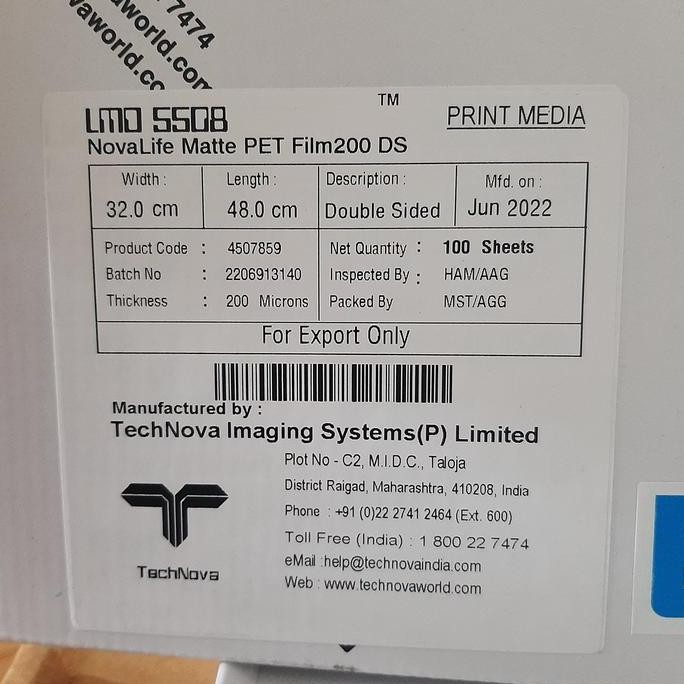 7474
world.com
vaworld.co
TM
LMD 5508
PRINT MEDIA
NovaLife Matte PET Film200 DS
Width : Length : Description : Mfd. on :
32.0 cm 48.0 cm Double Sided Jun 2022
Product Code : 4507859 Net Quantity : 100 Sheets
Batch No : 2206913140 Inspected By : HAM/AAG
Thickness : 200 Microns Packed By MST/AGG
For Export Only
Manufactured by :
TechNova Imaging Systems(P) Limited
Plot No - C2, M.I.D.C., Taloja
District Raigad, Maharashtra, 410208, India
Phone : +91 (0)22 2741 2464 (Ext. 600)
Toll Free (India) : 1 800 22 7474
eMail :help@technovaindia.com
Web : www.technovaworld.com
TechNova